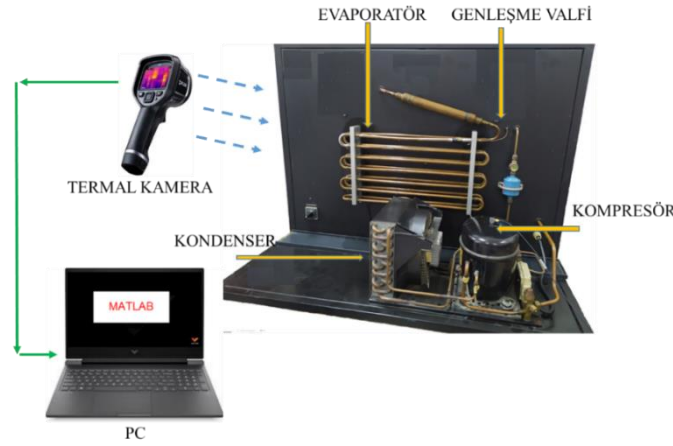 EVAPORATÖR
GENLEŞME VALFİ
TERMAL KAMERA
KOMPRESÖR
KONDENSER
MATLAB
PC